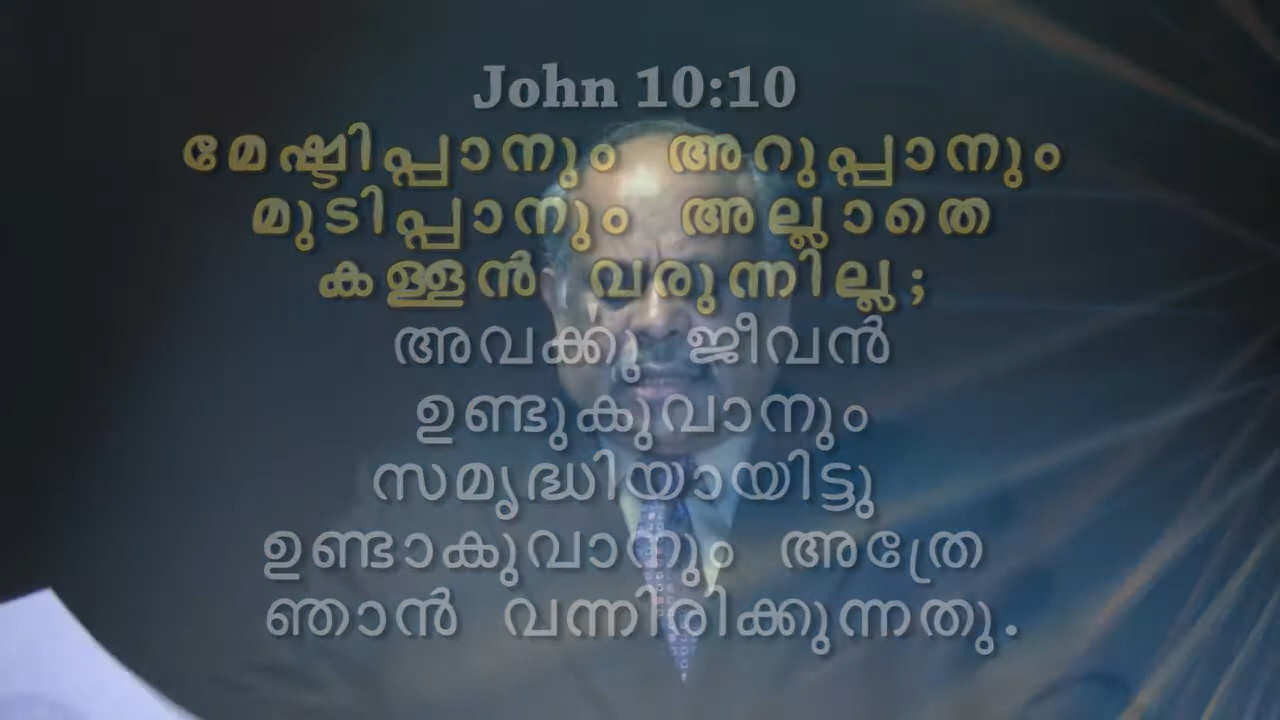 John 10:10
മേഷ്ടിപ്പാനും അറുപ്പാനും
മുടിപ്പാനും അല്ലാതെ
കള്ളൻ വരുന്നില്ല;
അവക്കു ജീവൻ
ഉണ്ടുകുവാനും
സമൃദ്ധിയായിട്ടു
ഉണ്ടാകുവാനും അത്രേ
ഞാൻ വന്നിരിക്കുന്നതു.